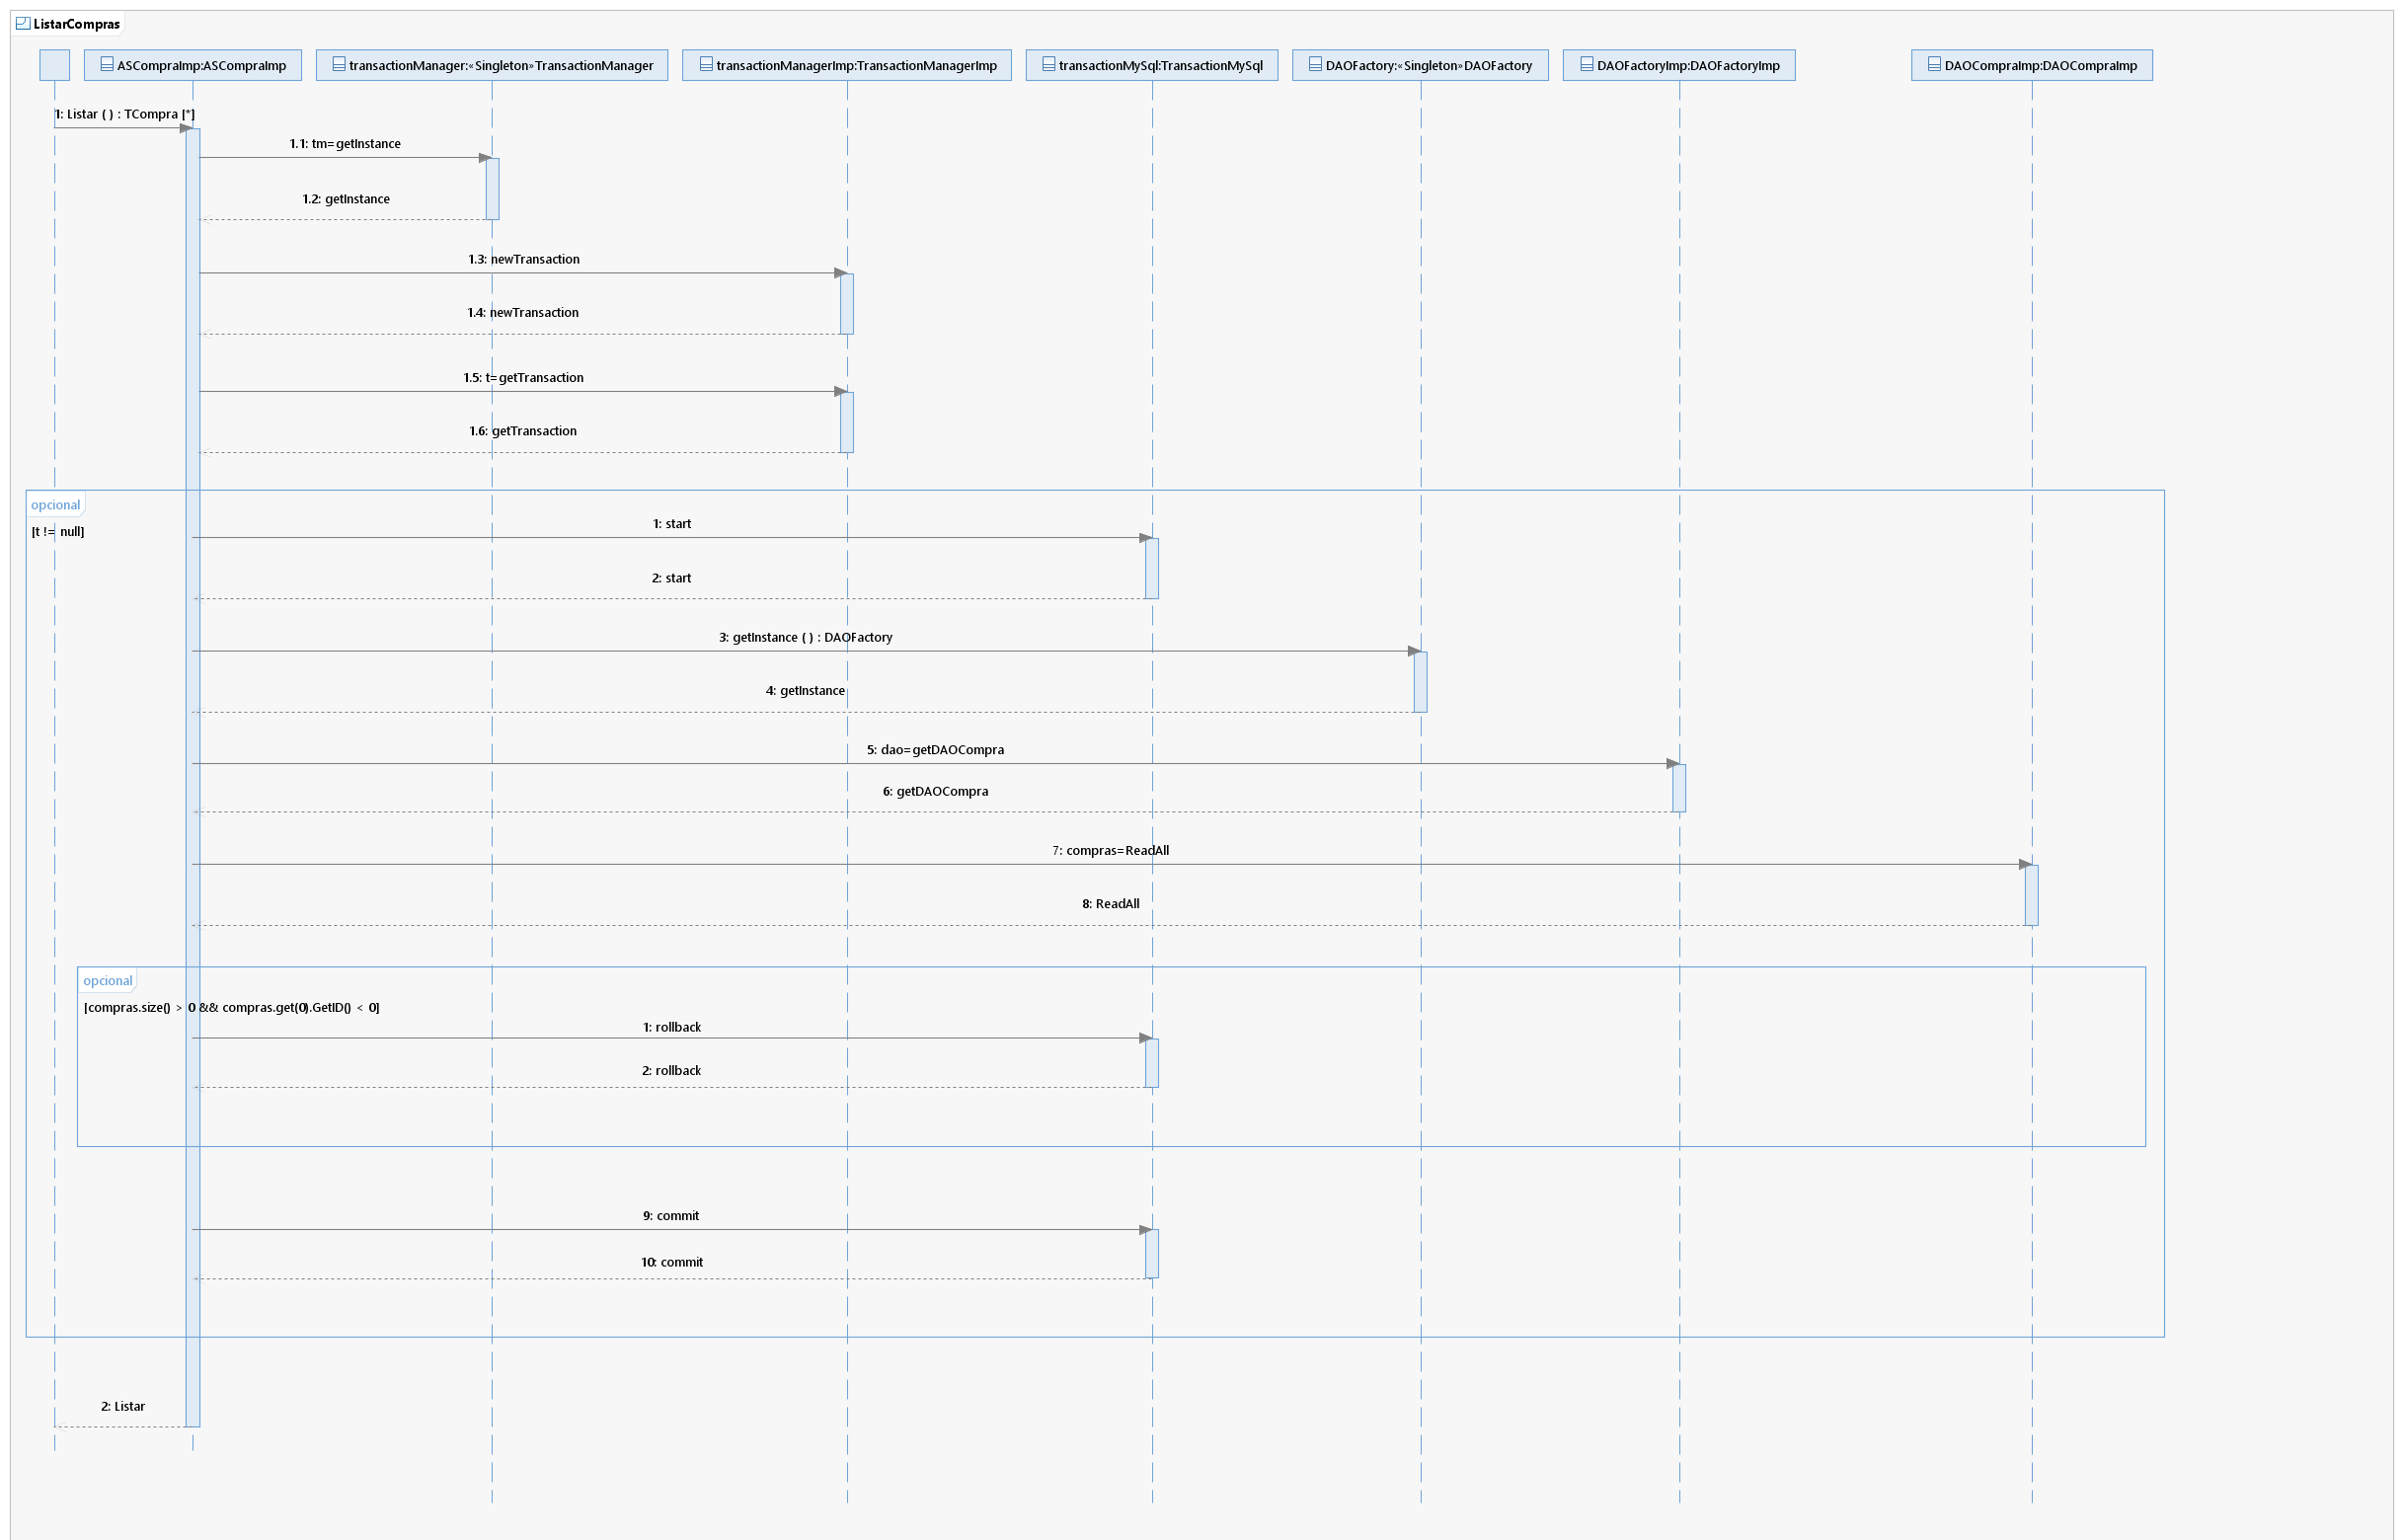 ListarCompras
ASCompraImp:ASCompraImp
transactionManager:«Singleton»TransactionManager
transactionManagerImp:TransactionManagerImp
transactionMySql:TransactionMySql
DAOFactory:«Singleton»DAOFactory
DAOFactoryImp:DAOFactoryImp
DAOCompraImp:DAOCompraImp
1: Listar ( ) : TCompra [*]
1.1: tm=getInstance
1.2: getInstance
1.3: newTransaction
1.4: newTransaction
1.5: t=getTransaction
1.6: getTransaction
opcional
[t != null]
1: start
2: start
3: getInstance ( ) : DAOFactory
4: getInstance
5: dao=getDAOCompra
6: getDAOCompra
7: compras=ReadAll
8: ReadAll
opcional
[compras.size() > 0 && compras.get(0).GetID() < 0]
1: rollback
2: rollback
9: commit
10: commit
2: Listar